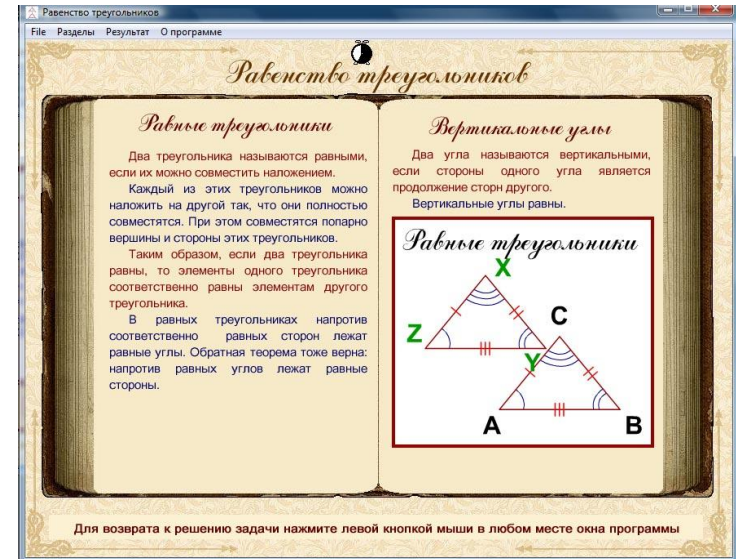 Равенство треугольников
File Разделы Результат О программе
Равенство треугольников
Равные треугольники
Два треугольника называются равными,
если их можно совместить наложением.
Каждый из этих треугольников можно
наложить на другой так, что они полностью
совместятся. При этом совместятся попарно
вершины и стороны этих треугольников.
Таким образом, если два треугольника
равны, то элементы одного треугольника
соответственно равны элементам другого
треугольника.
В равных треугольниках напротив
соответственно равных сторон лежат
равные углы. Обратная теорема тоже верна:
напротив равных углов лежат равные
стороны.
Вертикальные углы
Два угла называются вертикальными,
если стороны одного угла является
продолжение сторн другого.
Вертикальные углы равны.
Равные треугольники
X
C
Z
Y
A
B
Для возврата к решению задачи нажмите левой кнопкой мыши в любом месте окна программы